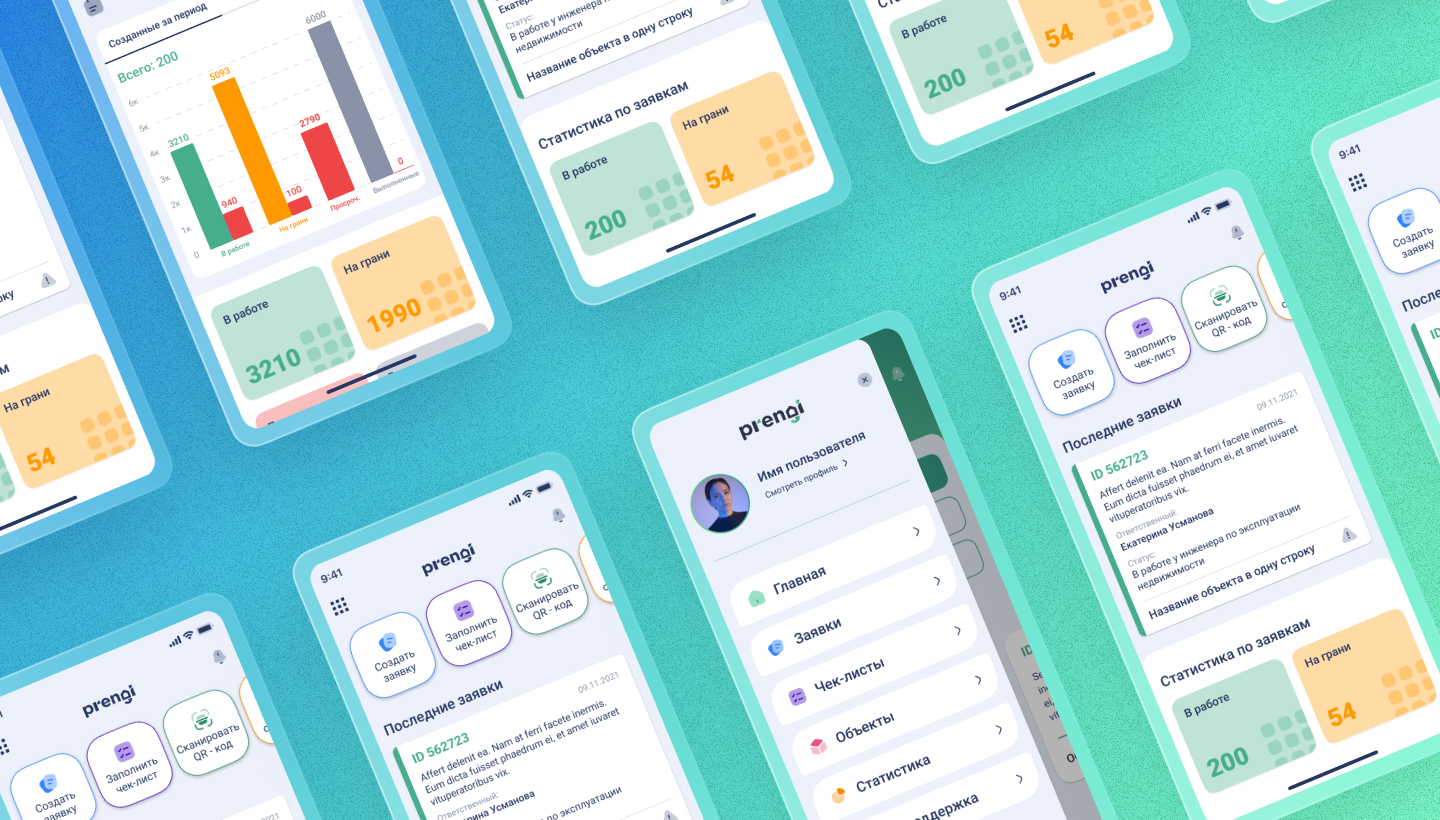 Созданные за период
Всего: 200
6к
5к
4к
3к
2к
1к
0
3210
940
5093
100
2790
6000
0
В работе
На грани
Просроч.
Выполненные
В работе
3210
На грани
1990
На грани
54
Екатерина
Статус:
В работе у инженера по
недвижимости
Название объекта в одну строку
Статистика по заявкам
В работе
200
На грани
54
В работе
200
54
9:41
Создать
заявку
ID
9:41
prengi
Создать
заявку
Заполнить
чек-лист
Сканировать
QR - код
Последние заявки
ID 562723
09.11.2021
Affert delenit ea. Nam at ferri facete inermis.
Eum dicta fuisset phaedrum ei, et amet iuvaret
vituperatoribus vix.
Ответственный:
Екатерина Усманова
Статус:
В работе у инженера по эксплуатации
недвижимости
Название объекта в одну строку
Статистика по заявкам
В работе
200
На грани
54
prengi
Имя пользователя
Смотреть профиль
Главная
Заявки
Чек-листы
Объекты
Статистика
9:41
prengi
Создать
заявку
Заполнить
чек-лист
Сканировать
QR - код
Последние заявки
ID 562723
09.11.2021
Affert delenit ea. Nam at ferri facete inermis.
Eum dicta fuisset phaedrum ei, et amet iuvaret
vituperatoribus vix.
Ответственный:
Усманова
по эксплуатации
prengi
Создать
заявку
Заполнить
чек-лист
Сканировать
QR - код
09.11.2021